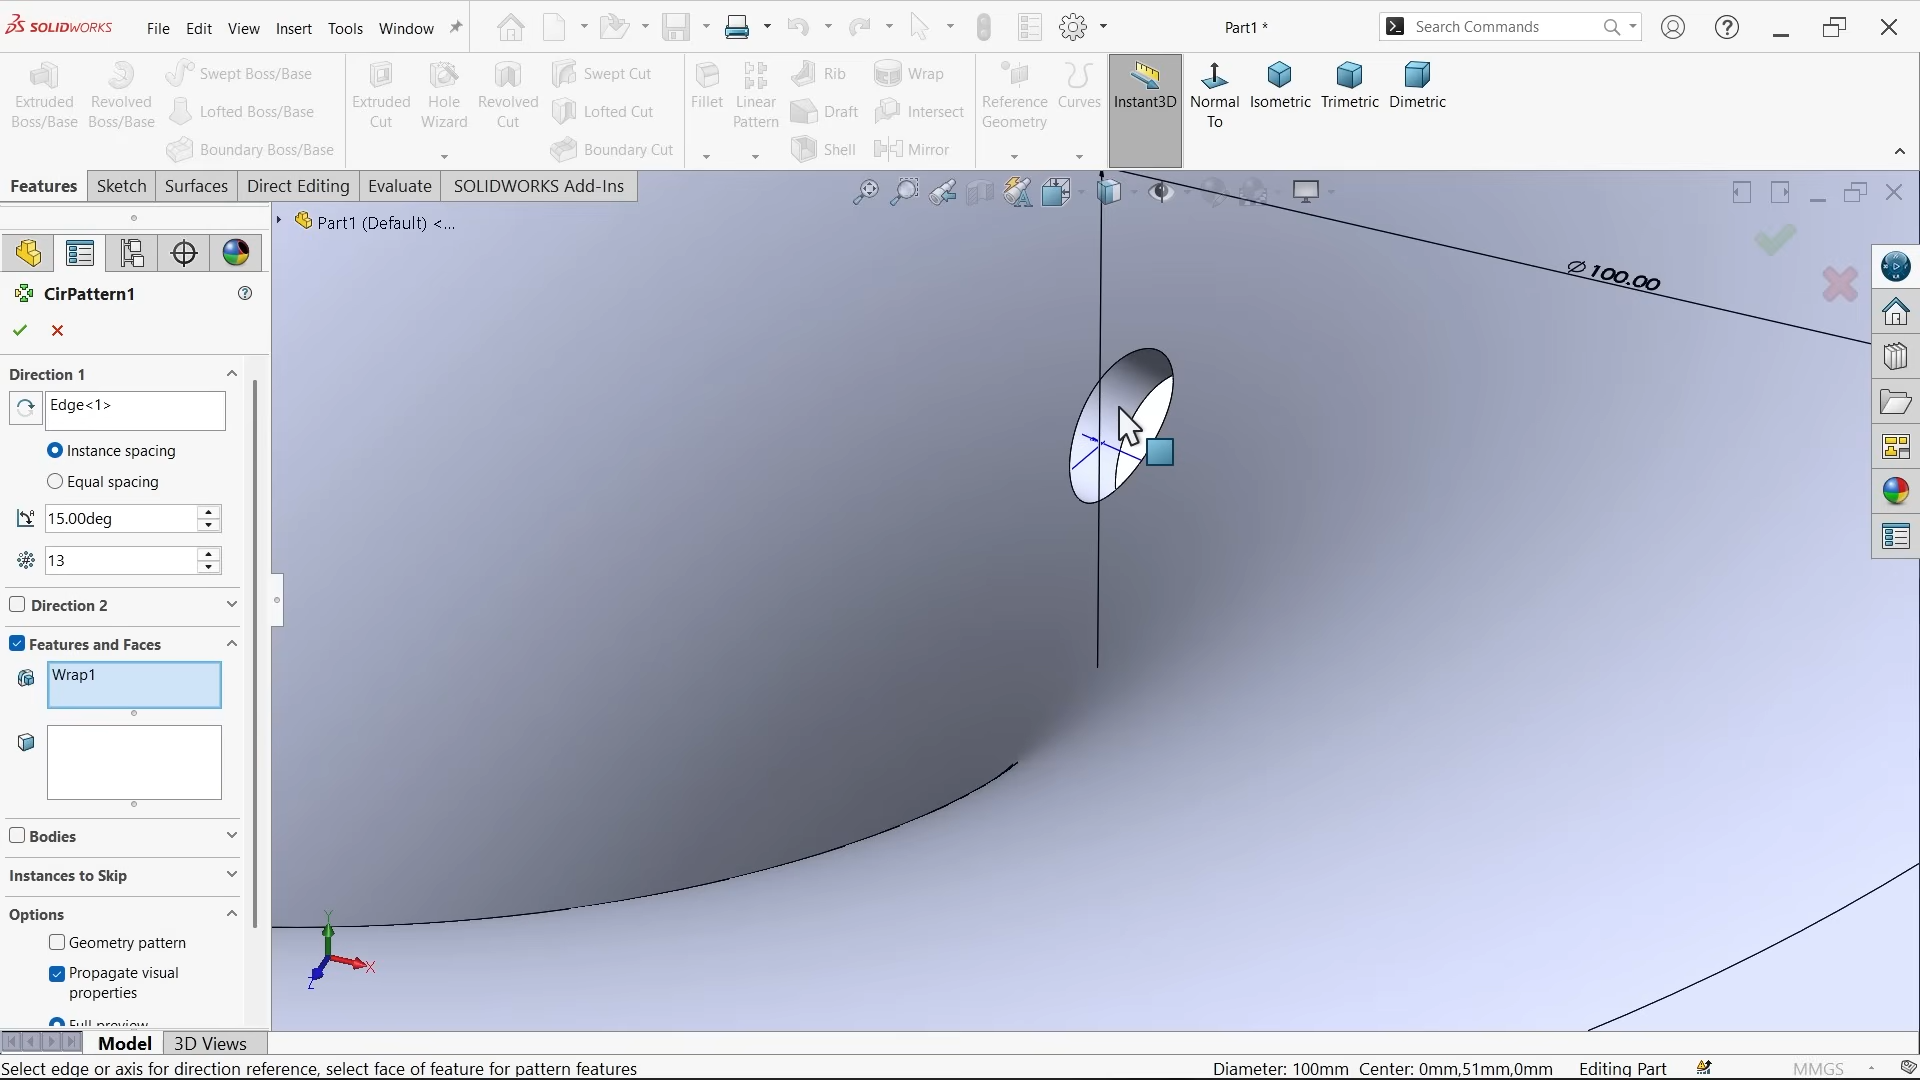 SOLIDWORKS
File Edit View Insert Tools Window
Part1 *
Search Commands
Extruded Boss/Base
Revolved Boss/Base
Swept Boss/Base
Lofted Boss/Base
Boundary Boss/Base
Extruded Cut
Hole Wizard
Revolved Cut
Swept Cut
Lofted Cut
Boundary Cut
Fillet
Linear Pattern
Rib
Draft
Shell
Wrap
Intersect
Mirror
Reference Geometry
Curves
Instant3D
Normal To
Isometric
Trimetric
Dimetric
Features Sketch Surfaces Direct Editing Evaluate SOLIDWORKS Add-Ins
Part1 (Default) <...
CirPattern1
Direction 1
Edge<1>
Instance spacing
Equal spacing
15.00deg
13
Direction 2
Features and Faces
Wrap1
Bodies
Instances to Skip
Options
Geometry pattern
Propagate visual
properties
Full preview
⌀ 100.00
Y
X
Z
Model 3D Views
Select edge or axis for direction reference, select face of feature for pattern features
Diameter: 100mm Center: 0mm,51mm,0mm Editing Part MMGS